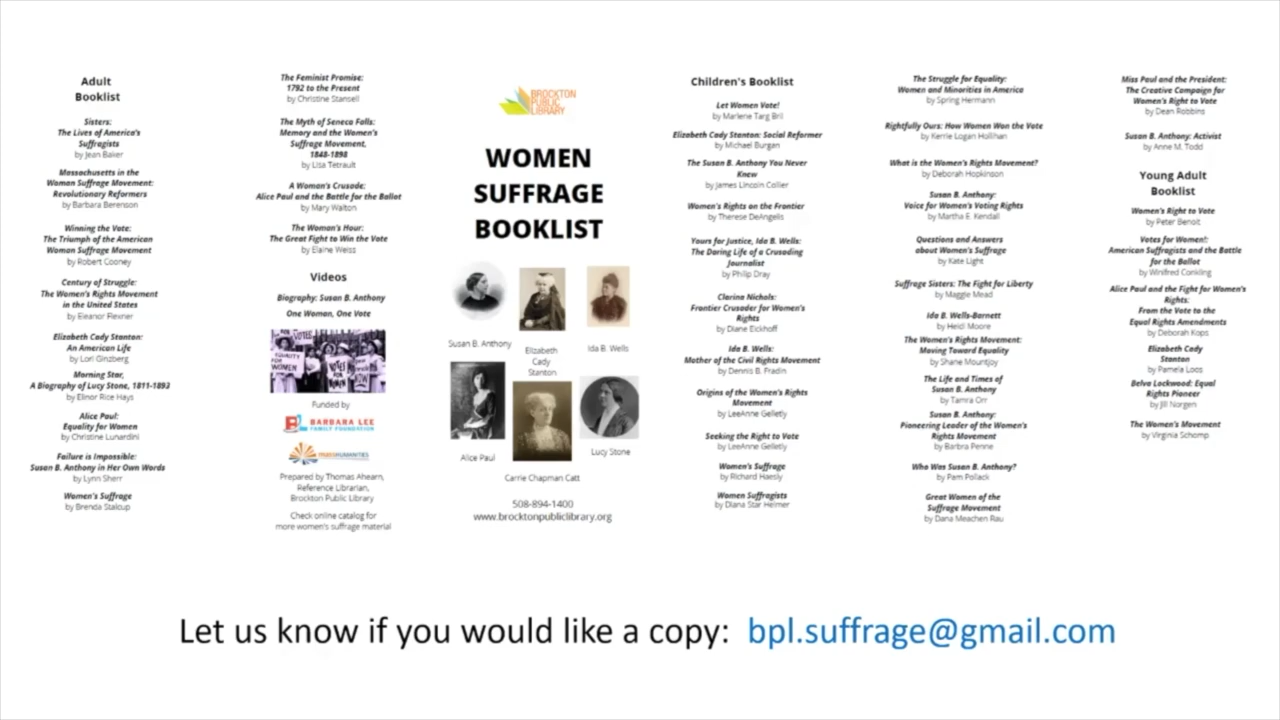 Adult
Booklist
Sisters:
The Lives of America's
Suffragists
by Jean Baker
Massachusetts in the
Woman Suffrage Movement:
Revolutionary Reformers
by Barbara Berenson
Winning the Vote:
The Triumph of the American
Woman Suffrage Movement
by Robert Cooney
Century of Struggle:
The Women's Rights Movement
in the United States
by Eleanor Flexner
Elizabeth Cady Stanton:
An American Life
by Lori Ginzberg
Morning Star,
A Biography of Lucy Stone, 1811-1893
by Elinor Rice Hays
Alice Paul:
Equality for Women
by Christine Lunardini
Failure is Impossible:
Susan B. Anthony in Her Own Words
by Lynn Sherr
Women's Suffrage
by Brenda Stalcup
The Feminist Promise:
1792 to the Present
by Christine Stansell
The Myth of Seneca Falls:
Memory and the Women's
Suffrage Movement,
1848-1898
by Lisa Tetrault
A Woman's Crusade:
Alice Paul and the Battle for the Ballot
by Mary Walton
The Woman's Hour:
The Great Fight to Win the Vote
by Elaine Weiss
Videos
Biography: Susan B. Anthony
One Woman, One Vote
Funded by
BARBARA LEE
FAMILY FOUNDATION
MASSHUMANITIES
Prepared by Thomas Ahearn,
Reference Librarian,
Brockton Public Library
Check online catalog for
more women's suffrage material
BROCKTON
PUBLIC
LIBRARY
WOMEN
SUFFRAGE
BOOKLIST
Susan B. Anthony
Elizabeth
Cady
Stanton
Ida B. Wells
Alice Paul
Carrie Chapman Catt
Lucy Stone
508-894-1400
www.brocktonpubliclibrary.org
Children's Booklist
Let Women Vote!
by Marlene Targ Brill
Elizabeth Cady Stanton: Social Reformer
by Michael Burgan
The Susan B. Anthony You Never
Knew
by James Lincoln Collier
Women's Rights on the Frontier
by Therese DeAngelis
Yours for Justice, Ida B. Wells:
The Daring Life of a Crusading
Journalist
by Philip Dray
Clarina Nichols:
Frontier Crusader for Women's
Rights
by Diane Eickhoff
Ida B. Wells:
Mother of the Civil Rights Movement
by Dennis B. Fradin
Origins of the Women's Rights
Movement
by LeeAnne Gelletly
Seeking the Right to Vote
by LeeAnne Gelletly
Women's Suffrage
by Richard Haesly
Women Suffragists
by Diana Star Helmer
The Struggle for Equality:
Women and Minorities in America
by Spring Hermann
Rightfully Ours: How Women Won the Vote
by Kerrie Logan Hollihan
What is the Women's Rights Movement?
by Deborah Hopkinson
Susan B. Anthony:
Voice for Women's Voting Rights
by Martha E. Kendall
Questions and Answers
about Women's Suffrage
by Kate Light
Suffrage Sisters: The Fight for Liberty
by Maggie Mead
Ida B. Wells-Barnett
by Heidi Moore
The Women's Rights Movement:
Moving Toward Equality
by Shane Mountjoy
The Life and Times of
Susan B. Anthony
by Tamra Orr
Susan B. Anthony:
Pioneering Leader of the Women's
Rights Movement
by Barbra Penne
Who Was Susan B. Anthony?
by Pam Pollack
Great Women of the
Suffrage Movement
by Dana Meachen Rau
Miss Paul and the President:
The Creative Campaign for
Women's Right to Vote
by Dean Robbins
Susan B. Anthony: Activist
by Anne M. Todd
Young Adult
Booklist
Women's Right to Vote
by Peter Benoit
Votes for Women!:
American Suffragists and the Battle
for the Ballot
by Winifred Conkling
Alice Paul and the Fight for Women's
Rights:
From the Vote to the
Equal Rights Amendments
by Deborah Kops
Elizabeth Cady
Stanton
by Pamela Loos
Belva Lockwood: Equal
Rights Pioneer
by Jill Norgen
The Women's Movement
by Virginia Schomp
Let us know if you would like a copy: bpl.suffrage@gmail.com